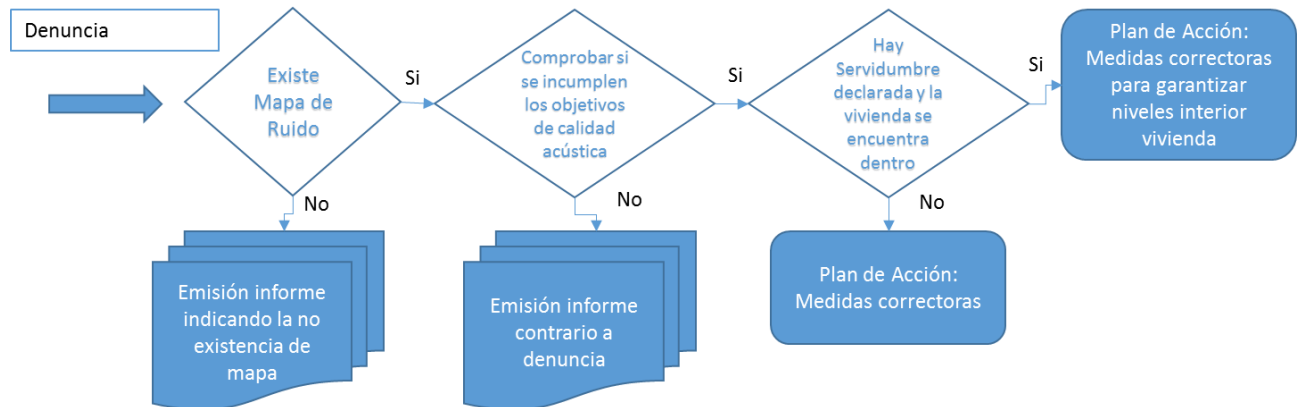 Denuncia
Existe
Mapa de
Ruido
Si
No
Emisión informe
indicando la no
existencia de
mapa
Comprobar si
se incumplen
los objetivos
de calidad
acústica
Si
No
Emisión informe
contrario a
denuncia
Hay
Servidumbre
declarada y la
vivienda se
encuentra
dentro
Si
No
Plan de Acción:
Medidas correctoras
Plan de Acción:
Medidas correctoras
para garantizar
niveles interior
vivienda